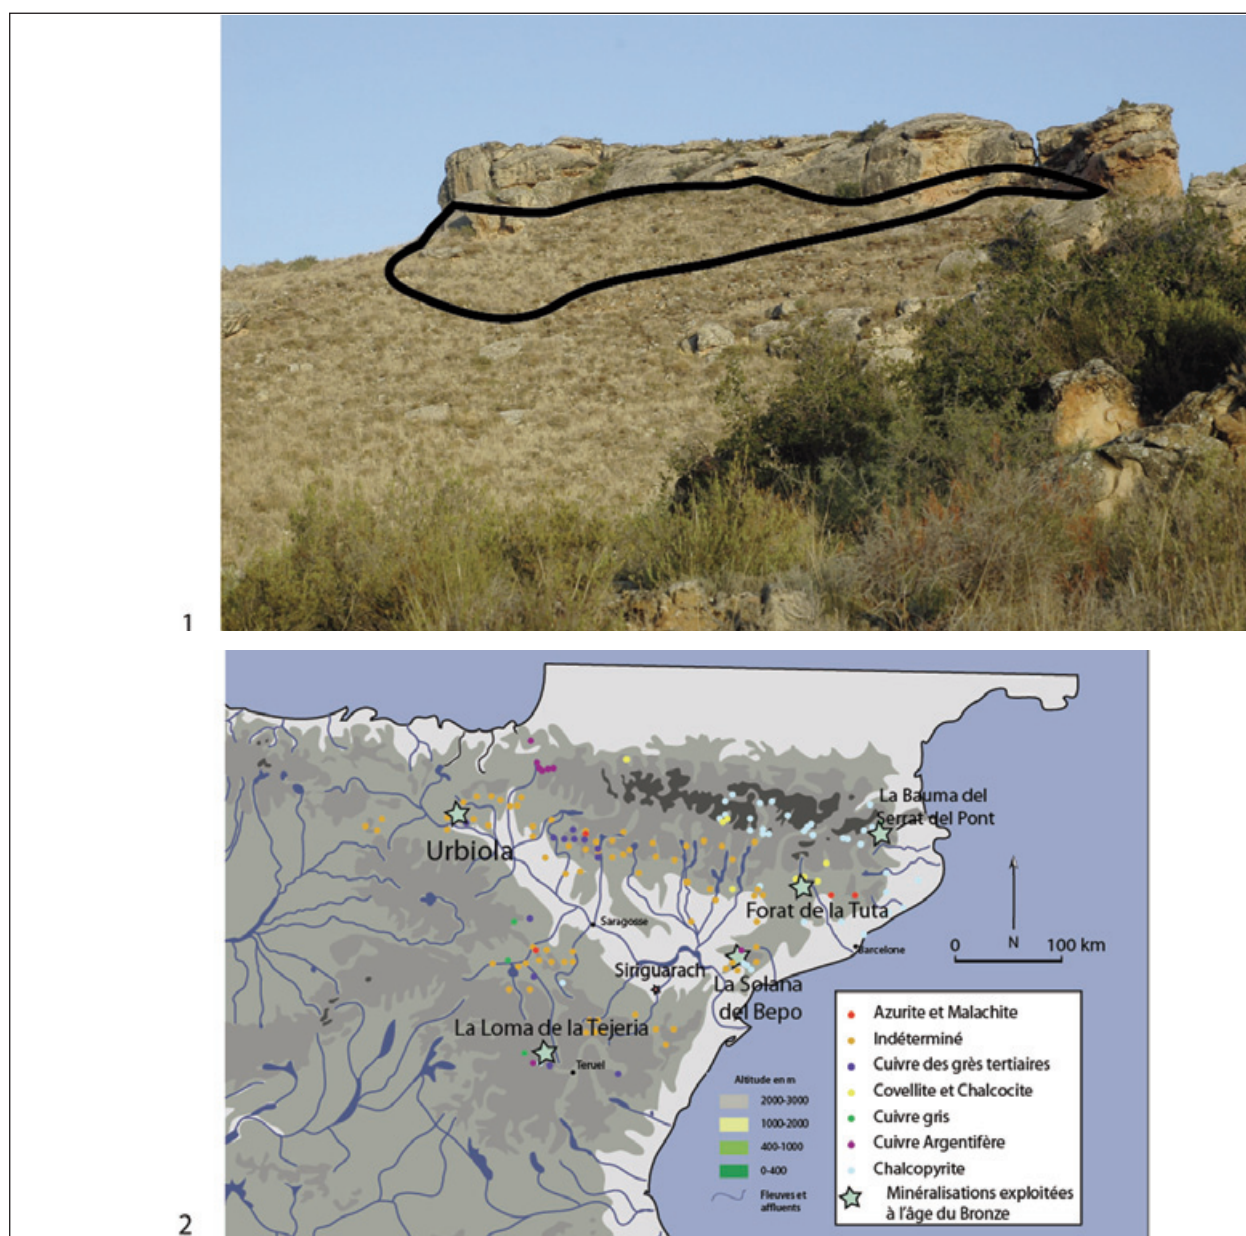 1
La Bauma del
Serrat del Pont
Urbiola
Forat de la Tuta
Saragosse
Barcelone
0 N 100 km
Siriguarach
La Solana
del Bepo
La Loma de la Tejeria
Teruel
Altitude en m
2000-3000
1000-2000
400-1000
0-400
Fleuves et
affluents
Azurite et Malachite
Indéterminé
Cuivre des grès tertiaires
Covellite et Chalcocite
Cuivre gris
Cuivre Argentifère
Chalcopyrite
Minéralisations exploitées
à l'âge du Bronze
2